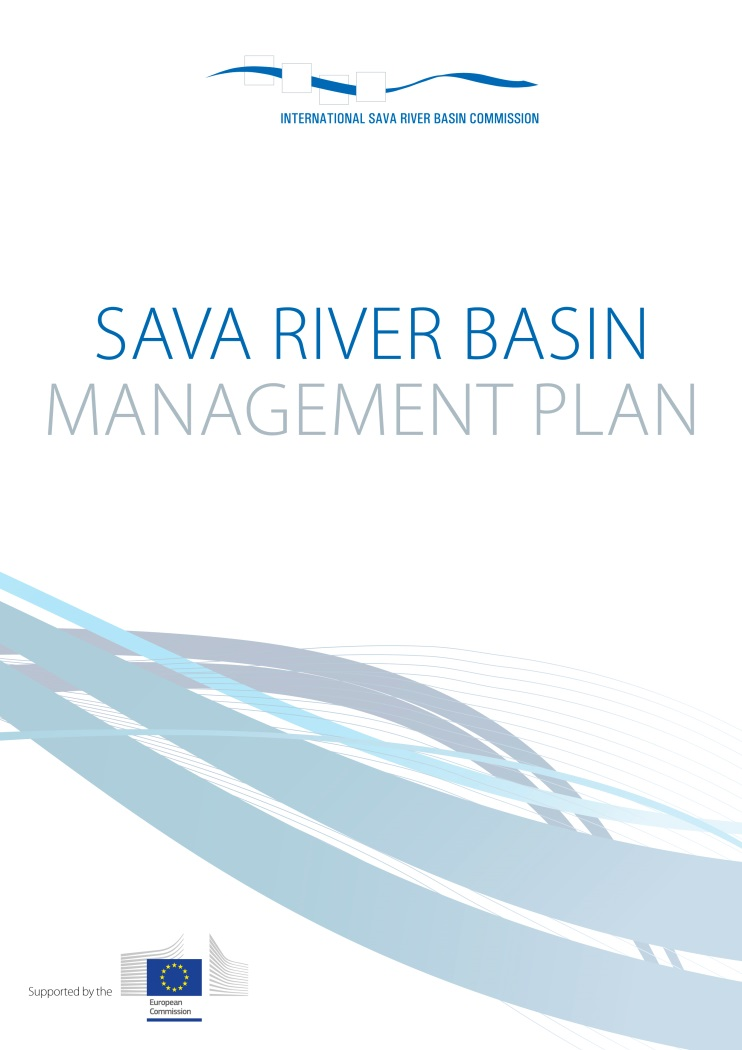 INTERNATIONAL SAVA RIVER BASIN COMMISSION
SAVA RIVER BASIN
MANAGEMENT PLAN
Supported by the
European
Commission